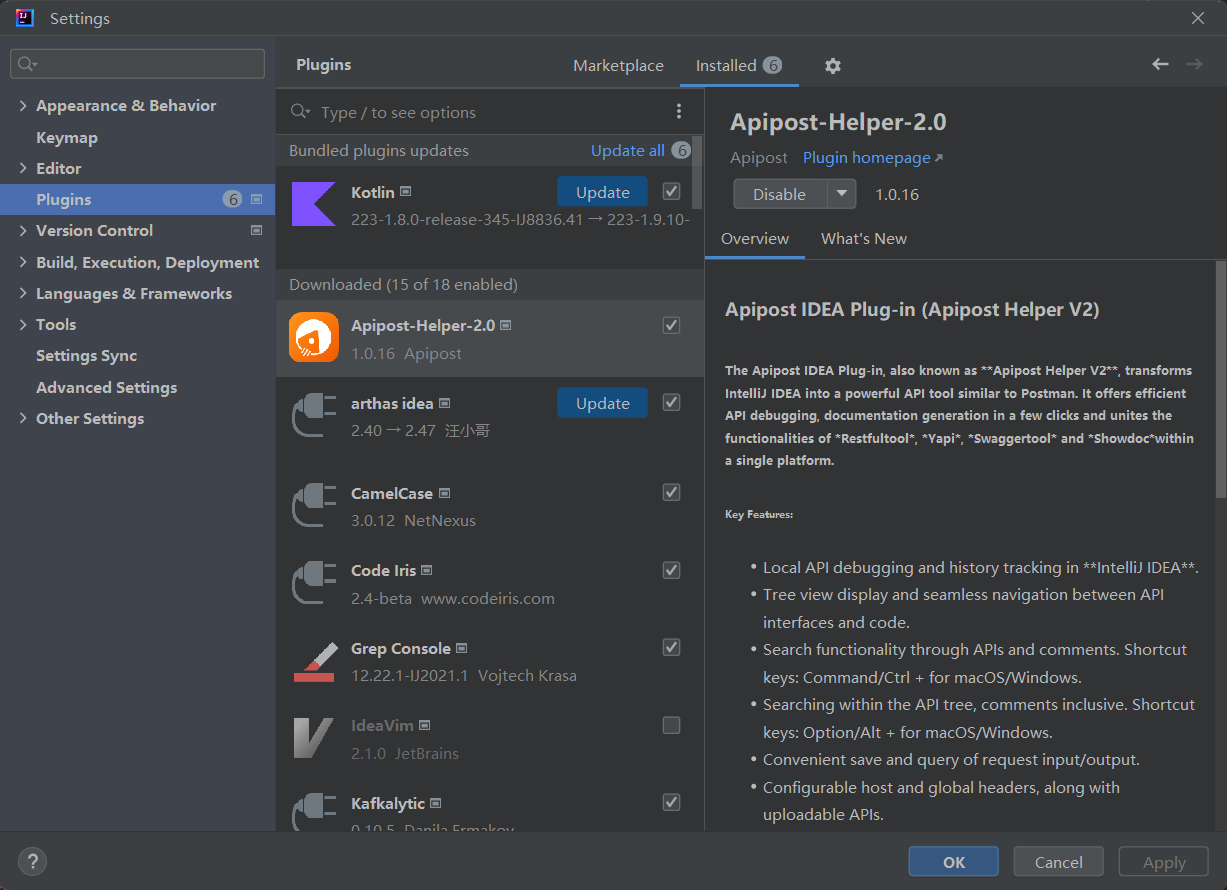 Settings
Plugins
Marketplace
Installed 6
Appearance & Behavior
Keymap
Editor
Plugins 6
Version Control
Build, Execution, Deployment
Languages & Frameworks
Tools
Settings Sync
Advanced Settings
Other Settings
Type / to see options
Bundled plugins updates
Update all 6
Kotlin
Update
223-1.8.0-release-345-IJ8836.41 → 223-1.9.10-
Downloaded (15 of 18 enabled)
Apipost-Helper-2.0
1.0.16 Apipost
arthas idea
Update
2.40 → 2.47 汪小哥
CamelCase
3.0.12 NetNexus
Code Iris
2.4-beta www.codeiris.com
Grep Console
12.22.1-IJ2021.1 Vojtech Krasa
IdeaVim
2.1.0 JetBrains
Kafkalytic
0.10.5 Danila Ermakov
Apipost-Helper-2.0
Apipost Plugin homepage ↗
Disable
1.0.16
Overview
What's New
Apipost IDEA Plug-in (Apipost Helper V2)
The Apipost IDEA Plug-in, also known as **Apipost Helper V2**, transforms
IntelliJ IDEA into a powerful API tool similar to Postman. It offers efficient
API debugging, documentation generation in a few clicks and unites the
functionalities of *Restfultool*, *Yapi*, *Swaggertool* and *Showdoc*within
a single platform.
Key Features:
• Local API debugging and history tracking in **IntelliJ IDEA**.
• Tree view display and seamless navigation between API
interfaces and code.
• Search functionality through APIs and comments. Shortcut
keys: Command/Ctrl + for macOS/Windows.
• Searching within the API tree, comments inclusive. Shortcut
keys: Option/Alt + for macOS/Windows.
• Convenient save and query of request input/output.
• Configurable host and global headers, along with
uploadable APIs.
?
OK
Cancel
Apply